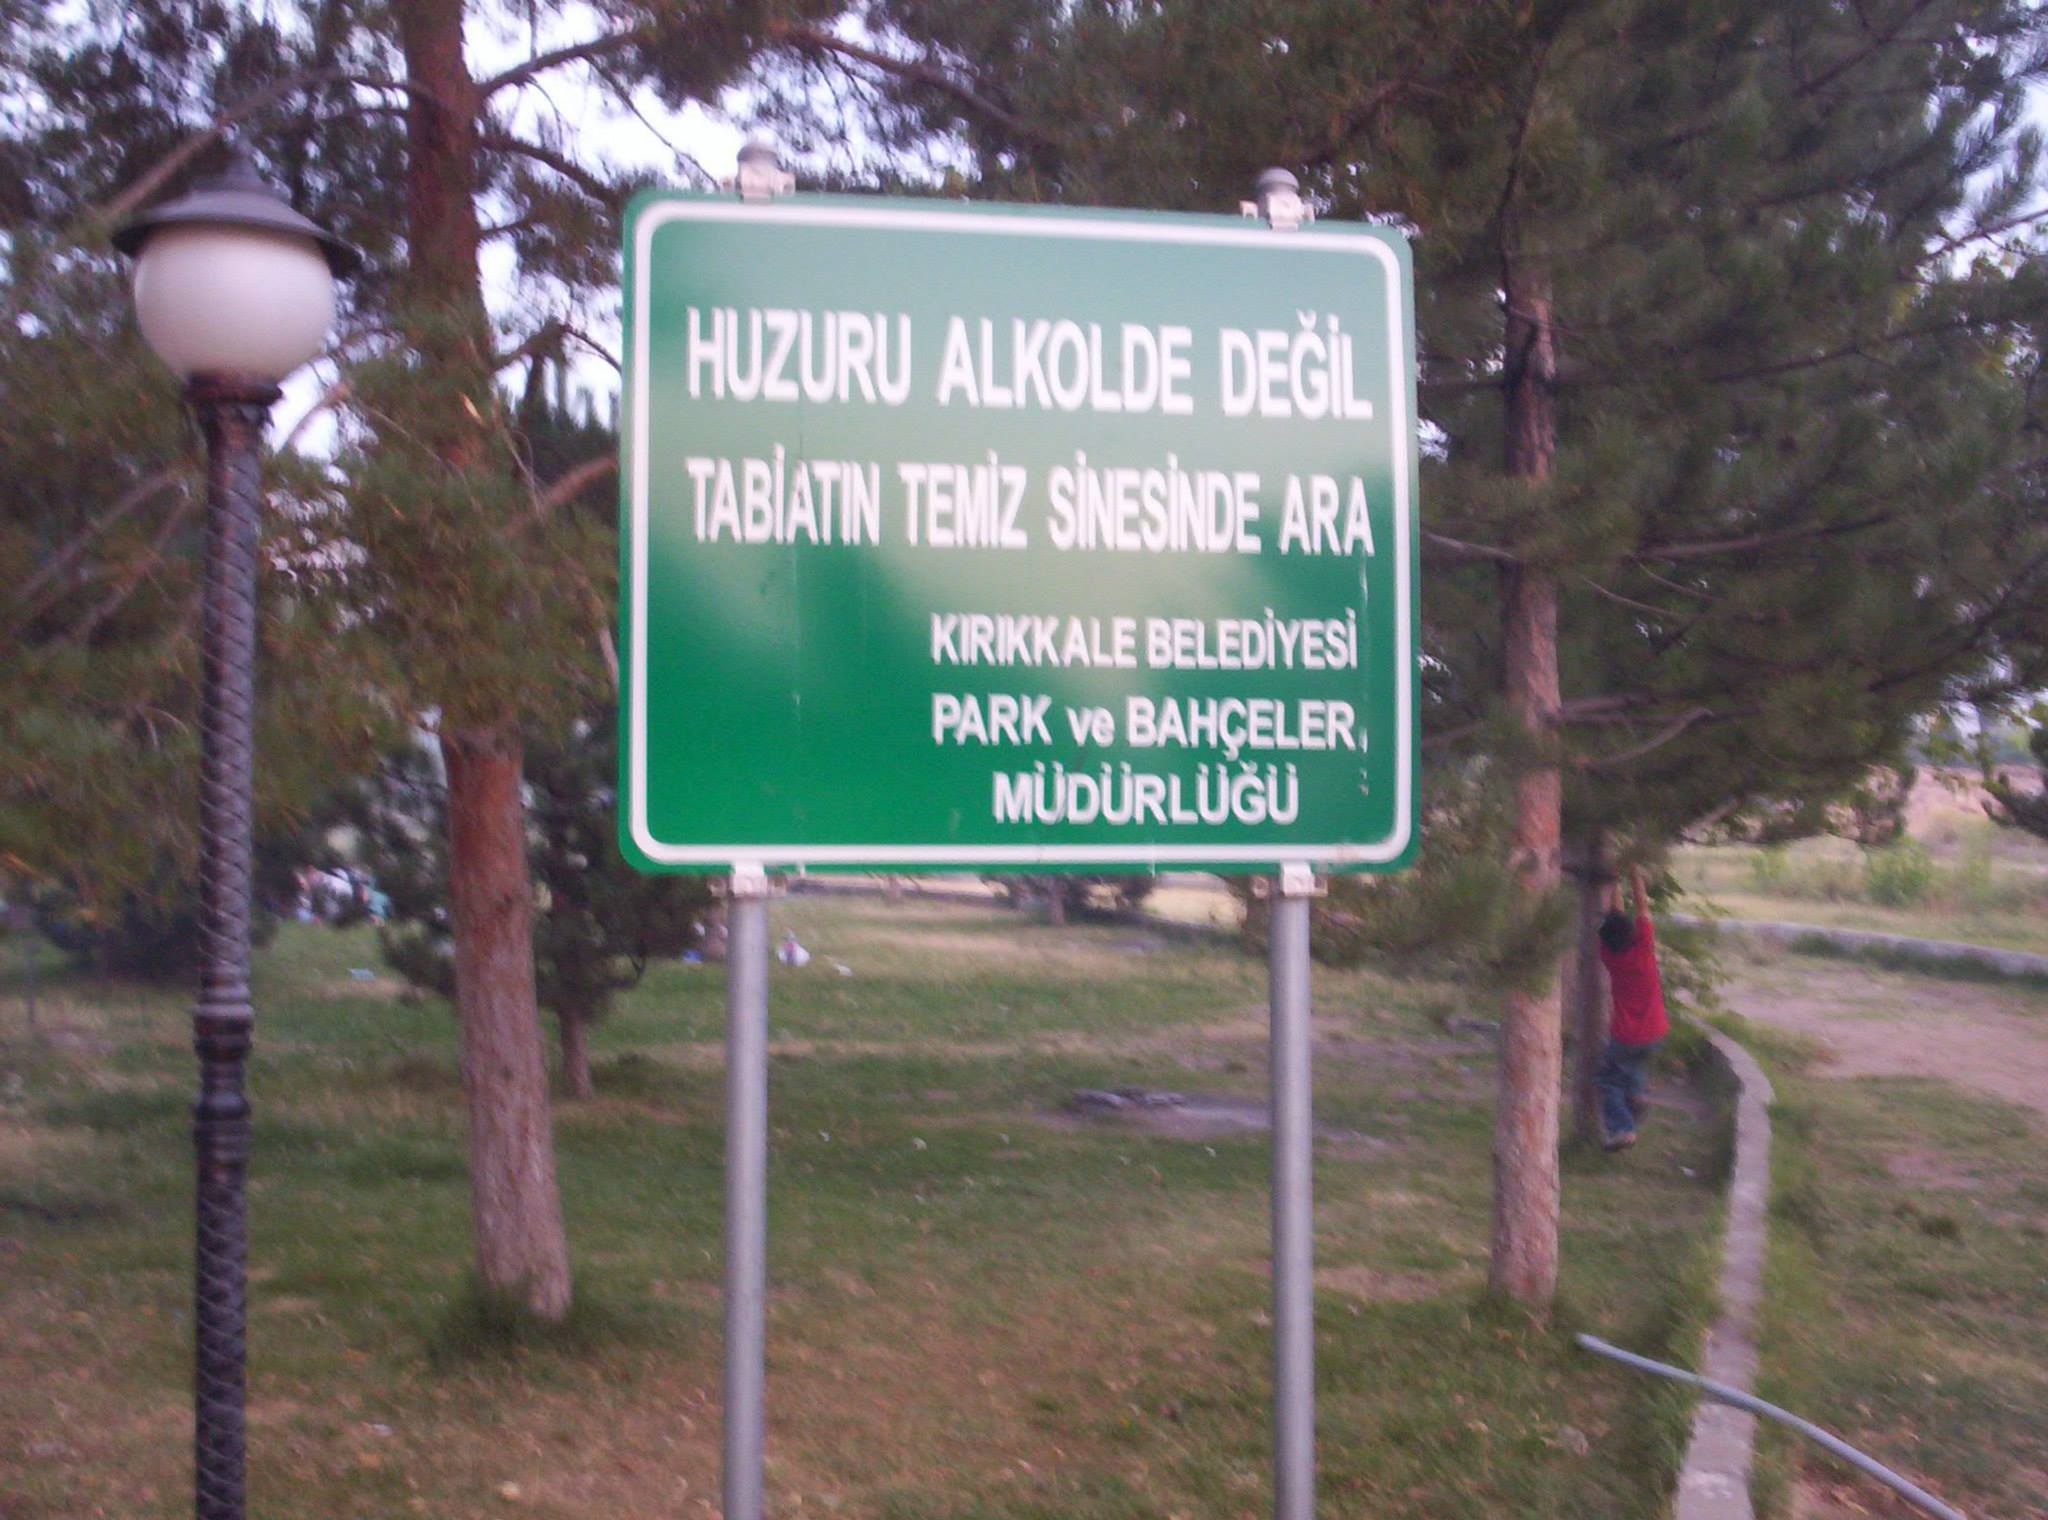 HUZURU ALKOLDE DEĞİL
TABİATIN TEMİZ SİNESİNDE ARA
KIRIKKALE BELEDİYESİ
PARK ve BAHÇELER
MÜDÜRLÜĞÜ